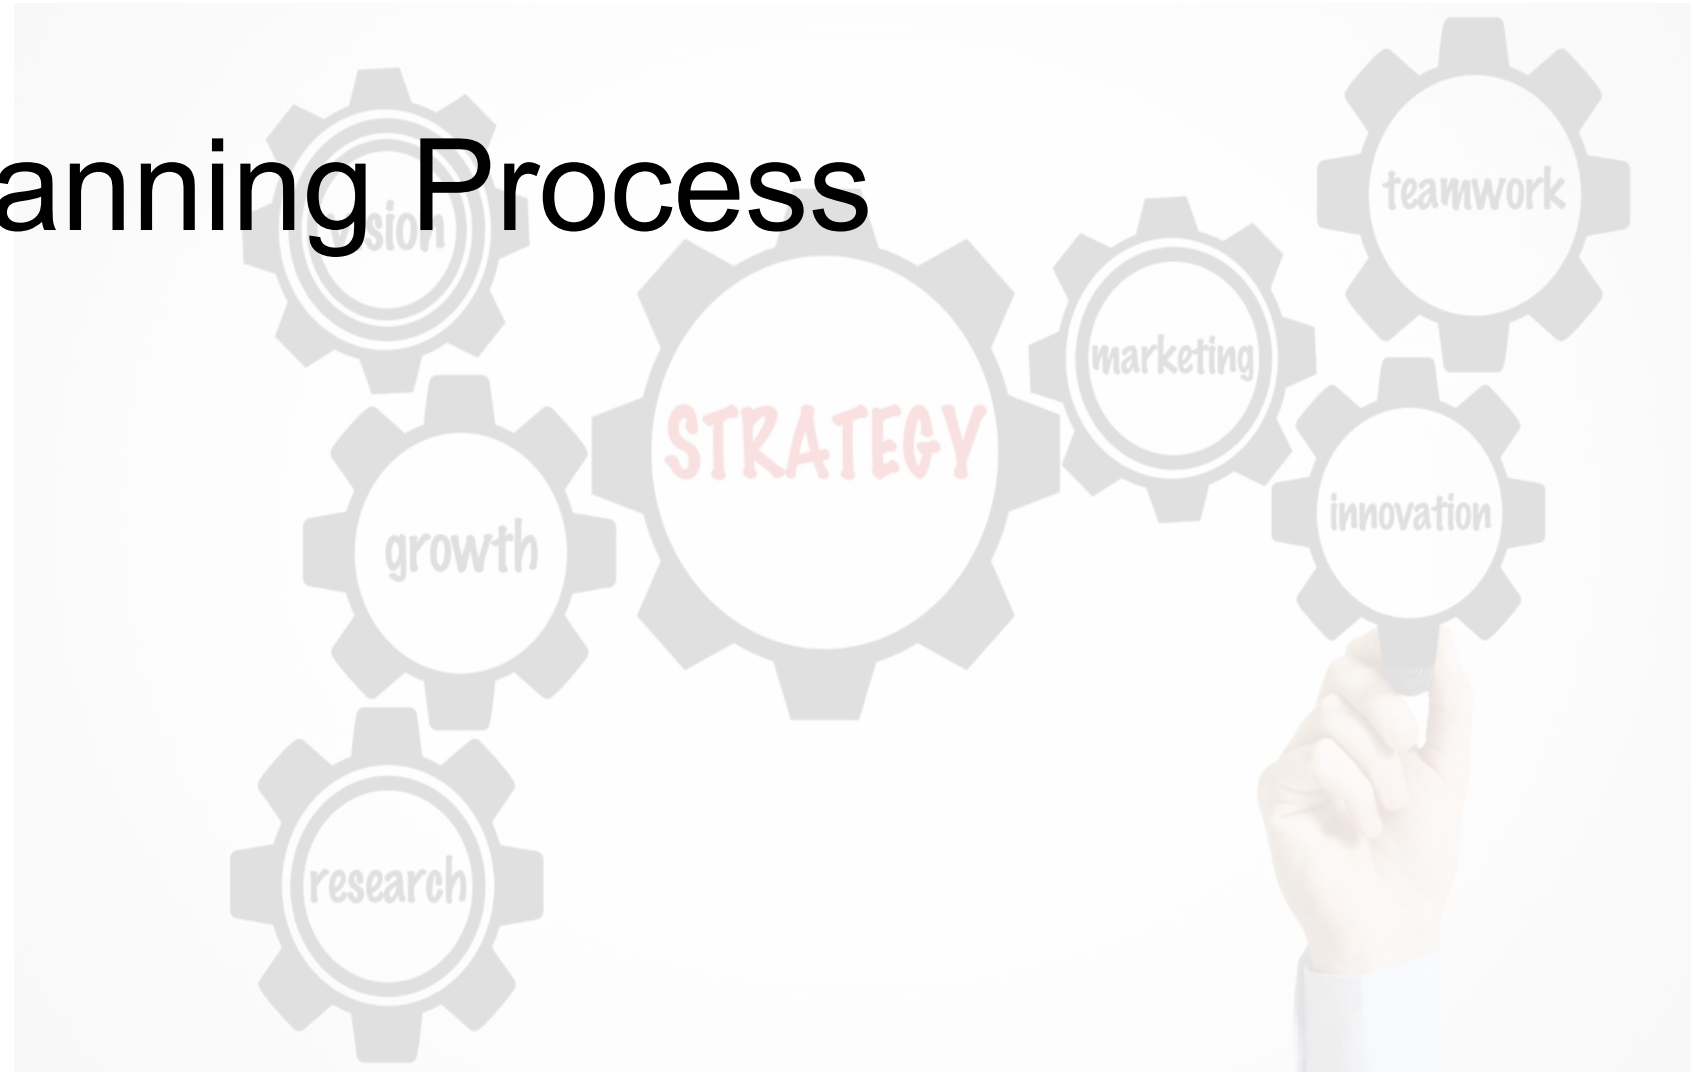 anning Process
teamwork
marketing
STRATEGY
innovation
growth
research